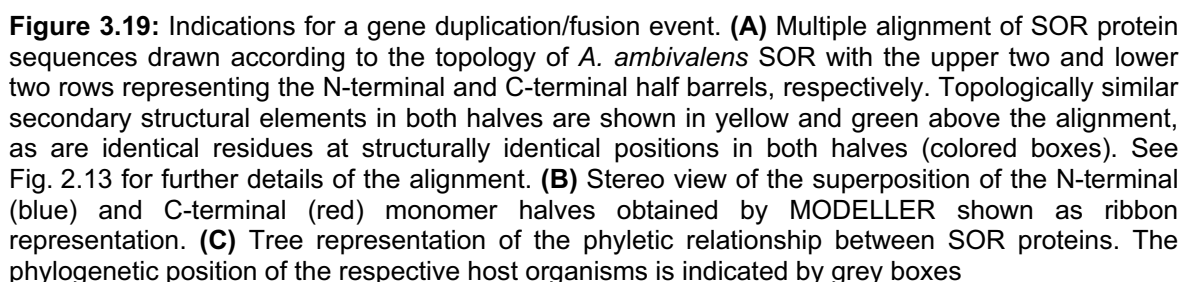 Figure 3.19: Indications for a gene duplication/fusion event. (A) Multiple alignment of SOR protein
sequences drawn according to the topology of A. ambivalens SOR with the upper two and lower
two rows representing the N-terminal and C-terminal half barrels, respectively. Topologically similar
secondary structural elements in both halves are shown in yellow and green above the alignment,
as are identical residues at structurally identical positions in both halves (colored boxes). See
Fig. 2.13 for further details of the alignment. (B) Stereo view of the superposition of the N-terminal
(blue) and C-terminal (red) monomer halves obtained by MODELLER shown as ribbon
representation. (C) Tree representation of the phyletic relationship between SOR proteins. The
phylogenetic position of the respective host organisms is indicated by grey boxes